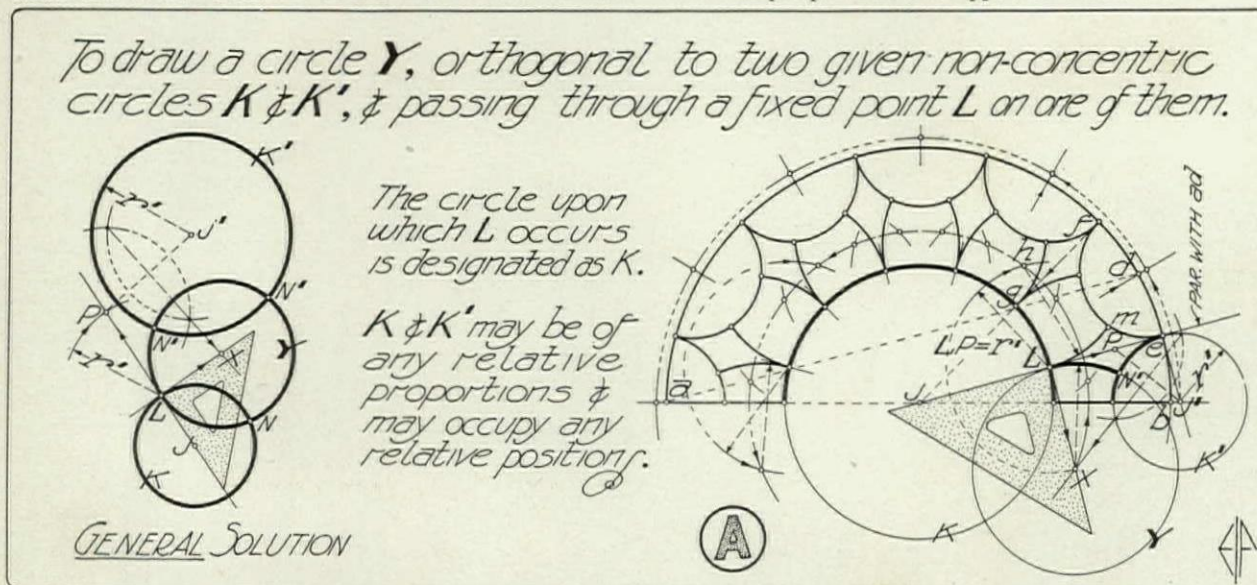 To draw a circle Y, orthogonal to two given non-concentric
circles K & K', & passing through a fixed point L on one of them.
K'
r'
J'
P
N'
N'
r'
X
Y
L
N
J
K
GENERAL SOLUTION
The circle upon
which L occurs
is designated as K.
K & K' may be of
any relative
proportions &
may occupy any
relative positions.
f
h
d
PAR. WITH ad
g
m
P
e
LP=r'
L
N'
r'
a
J
b
J'
K'
X
K
Y
A